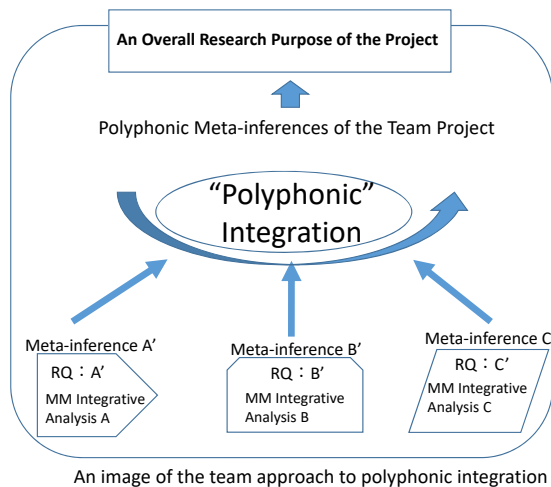 An Overall Research Purpose of the Project
Polyphonic Meta-inferences of the Team Project
“Polyphonic”
Integration
Meta-inference A’
RQ：A’
MM Integrative
Analysis A
Meta-inference B’
RQ：B’
MM Integrative
Analysis B
Meta-inference C
RQ：C’
MM Integrative
Analysis C
An image of the team approach to polyphonic integration